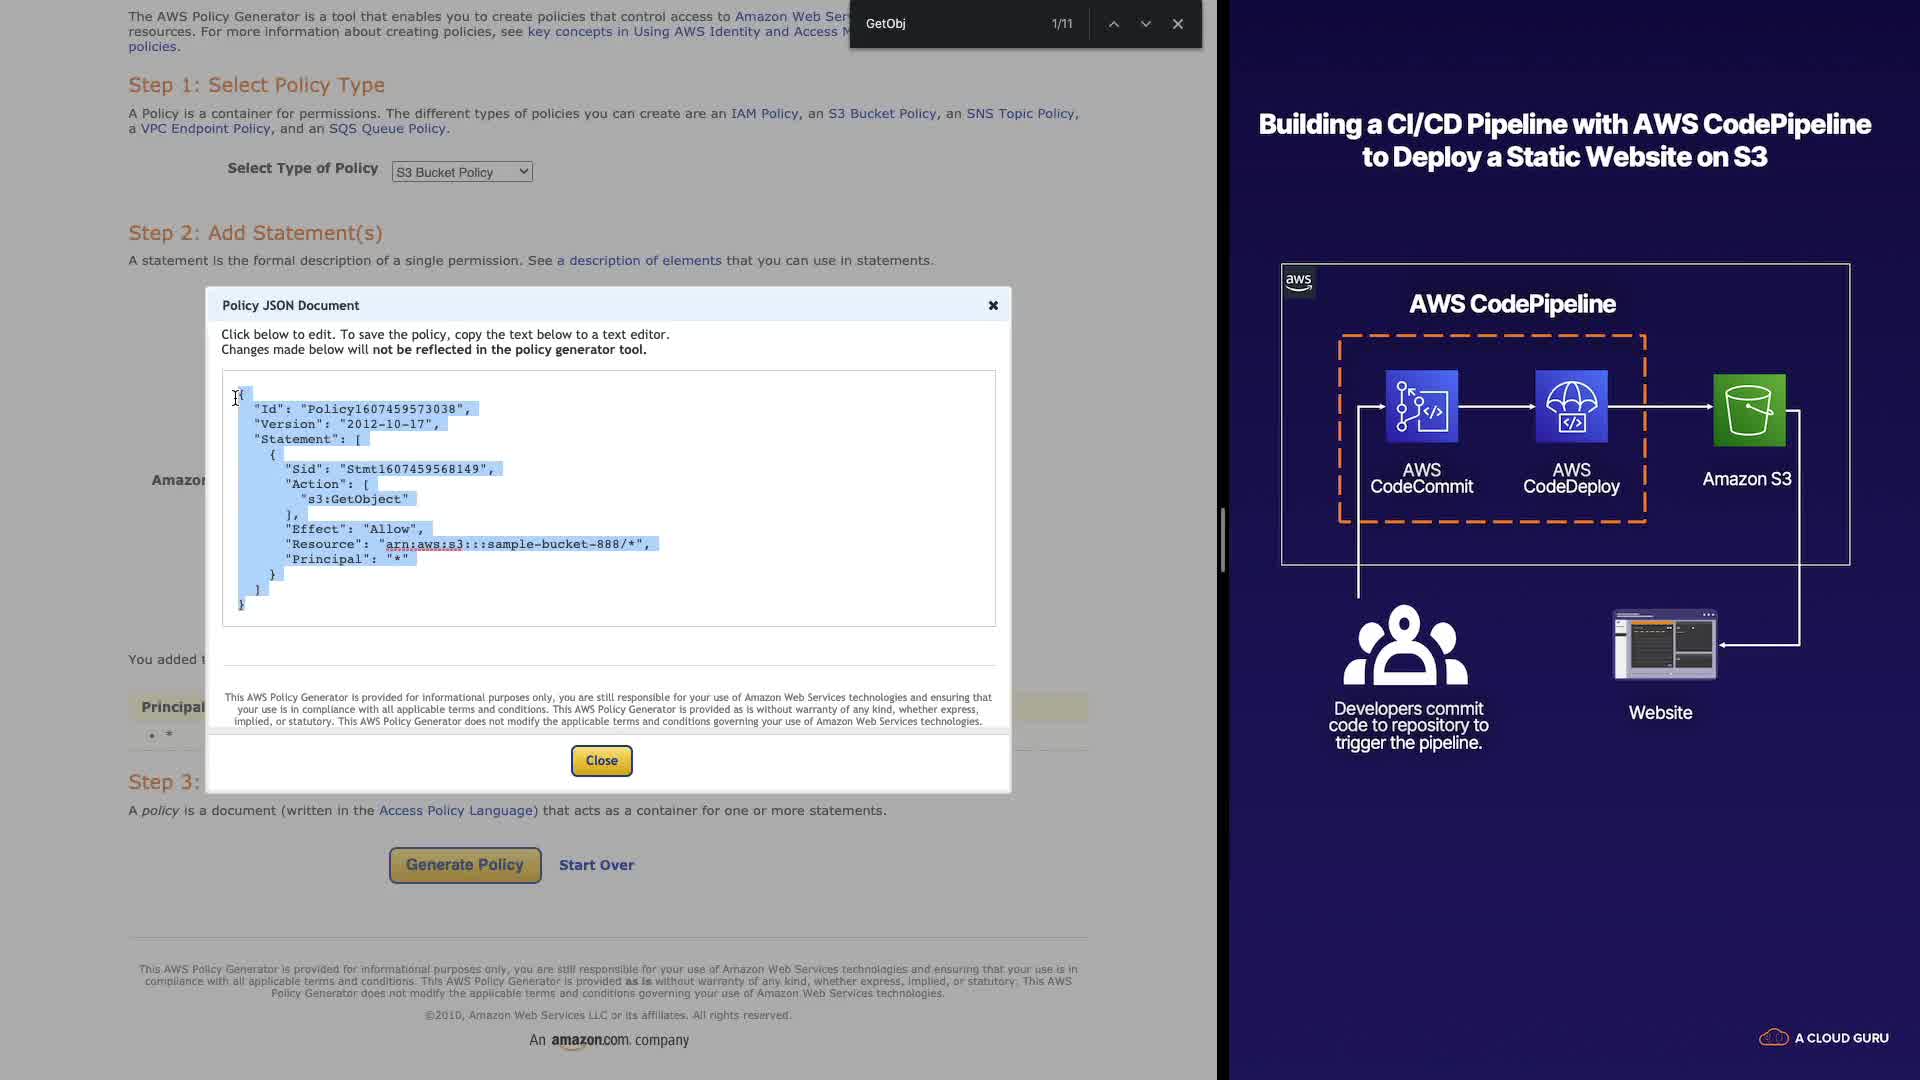 The AWS Policy Generator is a tool that enables you to create policies that control access to Amazon Web Ser
resources. For more information about creating policies, see key concepts in Using AWS Identity and Access M
policies.
GetObj
1/11
Step 1: Select Policy Type
A Policy is a container for permissions. The different types of policies you can create are an IAM Policy, an S3 Bucket Policy, an SNS Topic Policy,
a VPC Endpoint Policy, and an SQS Queue Policy.
Select Type of Policy
S3 Bucket Policy
Step 2: Add Statement(s)
A statement is the formal description of a single permission. See a description of elements that you can use in statements.
Policy JSON Document
Click below to edit. To save the policy, copy the text below to a text editor.
Changes made below will not be reflected in the policy generator tool.
{
"Id": "Policy1607459573038",
"Version": "2012-10-17",
"Statement": [
{
"Sid": "Stmt1607459568149",
"Action": [
"s3:GetObject"
],
"Effect": "Allow",
"Resource": "arn:aws:s3:::sample-bucket-888/*",
"Principal": "*"
}
]
}
Amazon
This AWS Policy Generator is provided for informational purposes only, you are still responsible for your use of Amazon Web Services technologies and ensuring that
your use is in compliance with all applicable terms and conditions. This AWS Policy Generator is provided as is without warranty of any kind, whether express,
implied, or statutory. This AWS Policy Generator does not modify the applicable terms and conditions governing your use of Amazon Web Services technologies.
Close
You added
Principal
• *
Step 3:
A policy is a document (written in the Access Policy Language) that acts as a container for one or more statements.
Generate Policy
Start Over
This AWS Policy Generator is provided for informational purposes only, you are still responsible for your use of Amazon Web Services technologies and ensuring that your use is in
compliance with all applicable terms and conditions. This AWS Policy Generator is provided as is without warranty of any kind, whether express, implied, or statutory. This AWS
Policy Generator does not modify the applicable terms and conditions governing your use of Amazon Web Services technologies.
©2010, Amazon Web Services LLC or its affiliates. All rights reserved.
An amazon.com. company
Building a CI/CD Pipeline with AWS CodePipeline
to Deploy a Static Website on S3
aws
AWS CodePipeline
AWS
CodeCommit
AWS
CodeDeploy
Amazon S3
Developers commit
code to repository to
trigger the pipeline.
Website
A CLOUD GURU